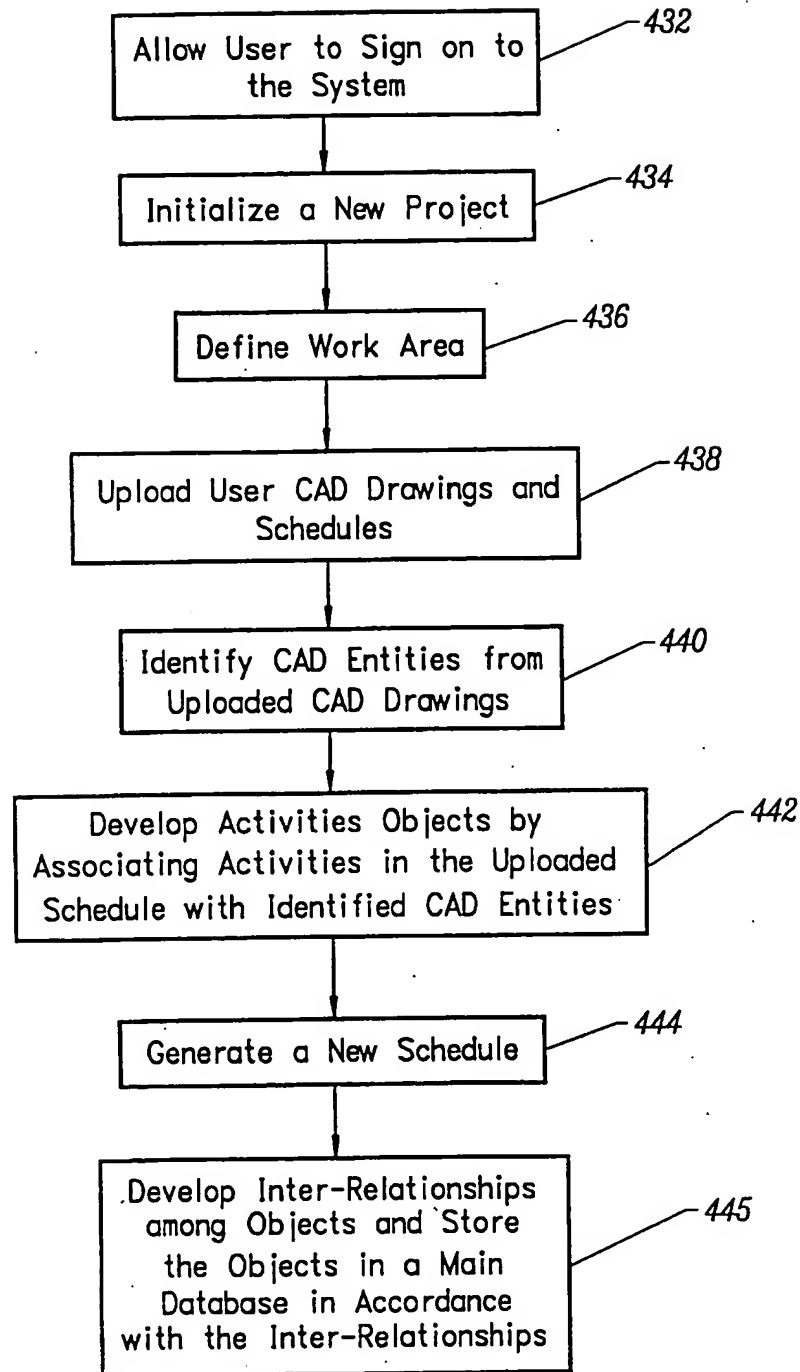 Allow User to Sign on to
the System
432
Initialize a New Project
434
Define Work Area
436
Upload User CAD Drawings and
Schedules
438
Identify CAD Entities from
Uploaded CAD Drawings
440
Develop Activities Objects by
Associating Activities in the Uploaded
Schedule with Identified CAD Entities
442
Generate a New Schedule
444
Develop Inter-Relationships
among Objects and Store
the Objects in a Main
Database in Accordance
with the Inter-Relationships
445